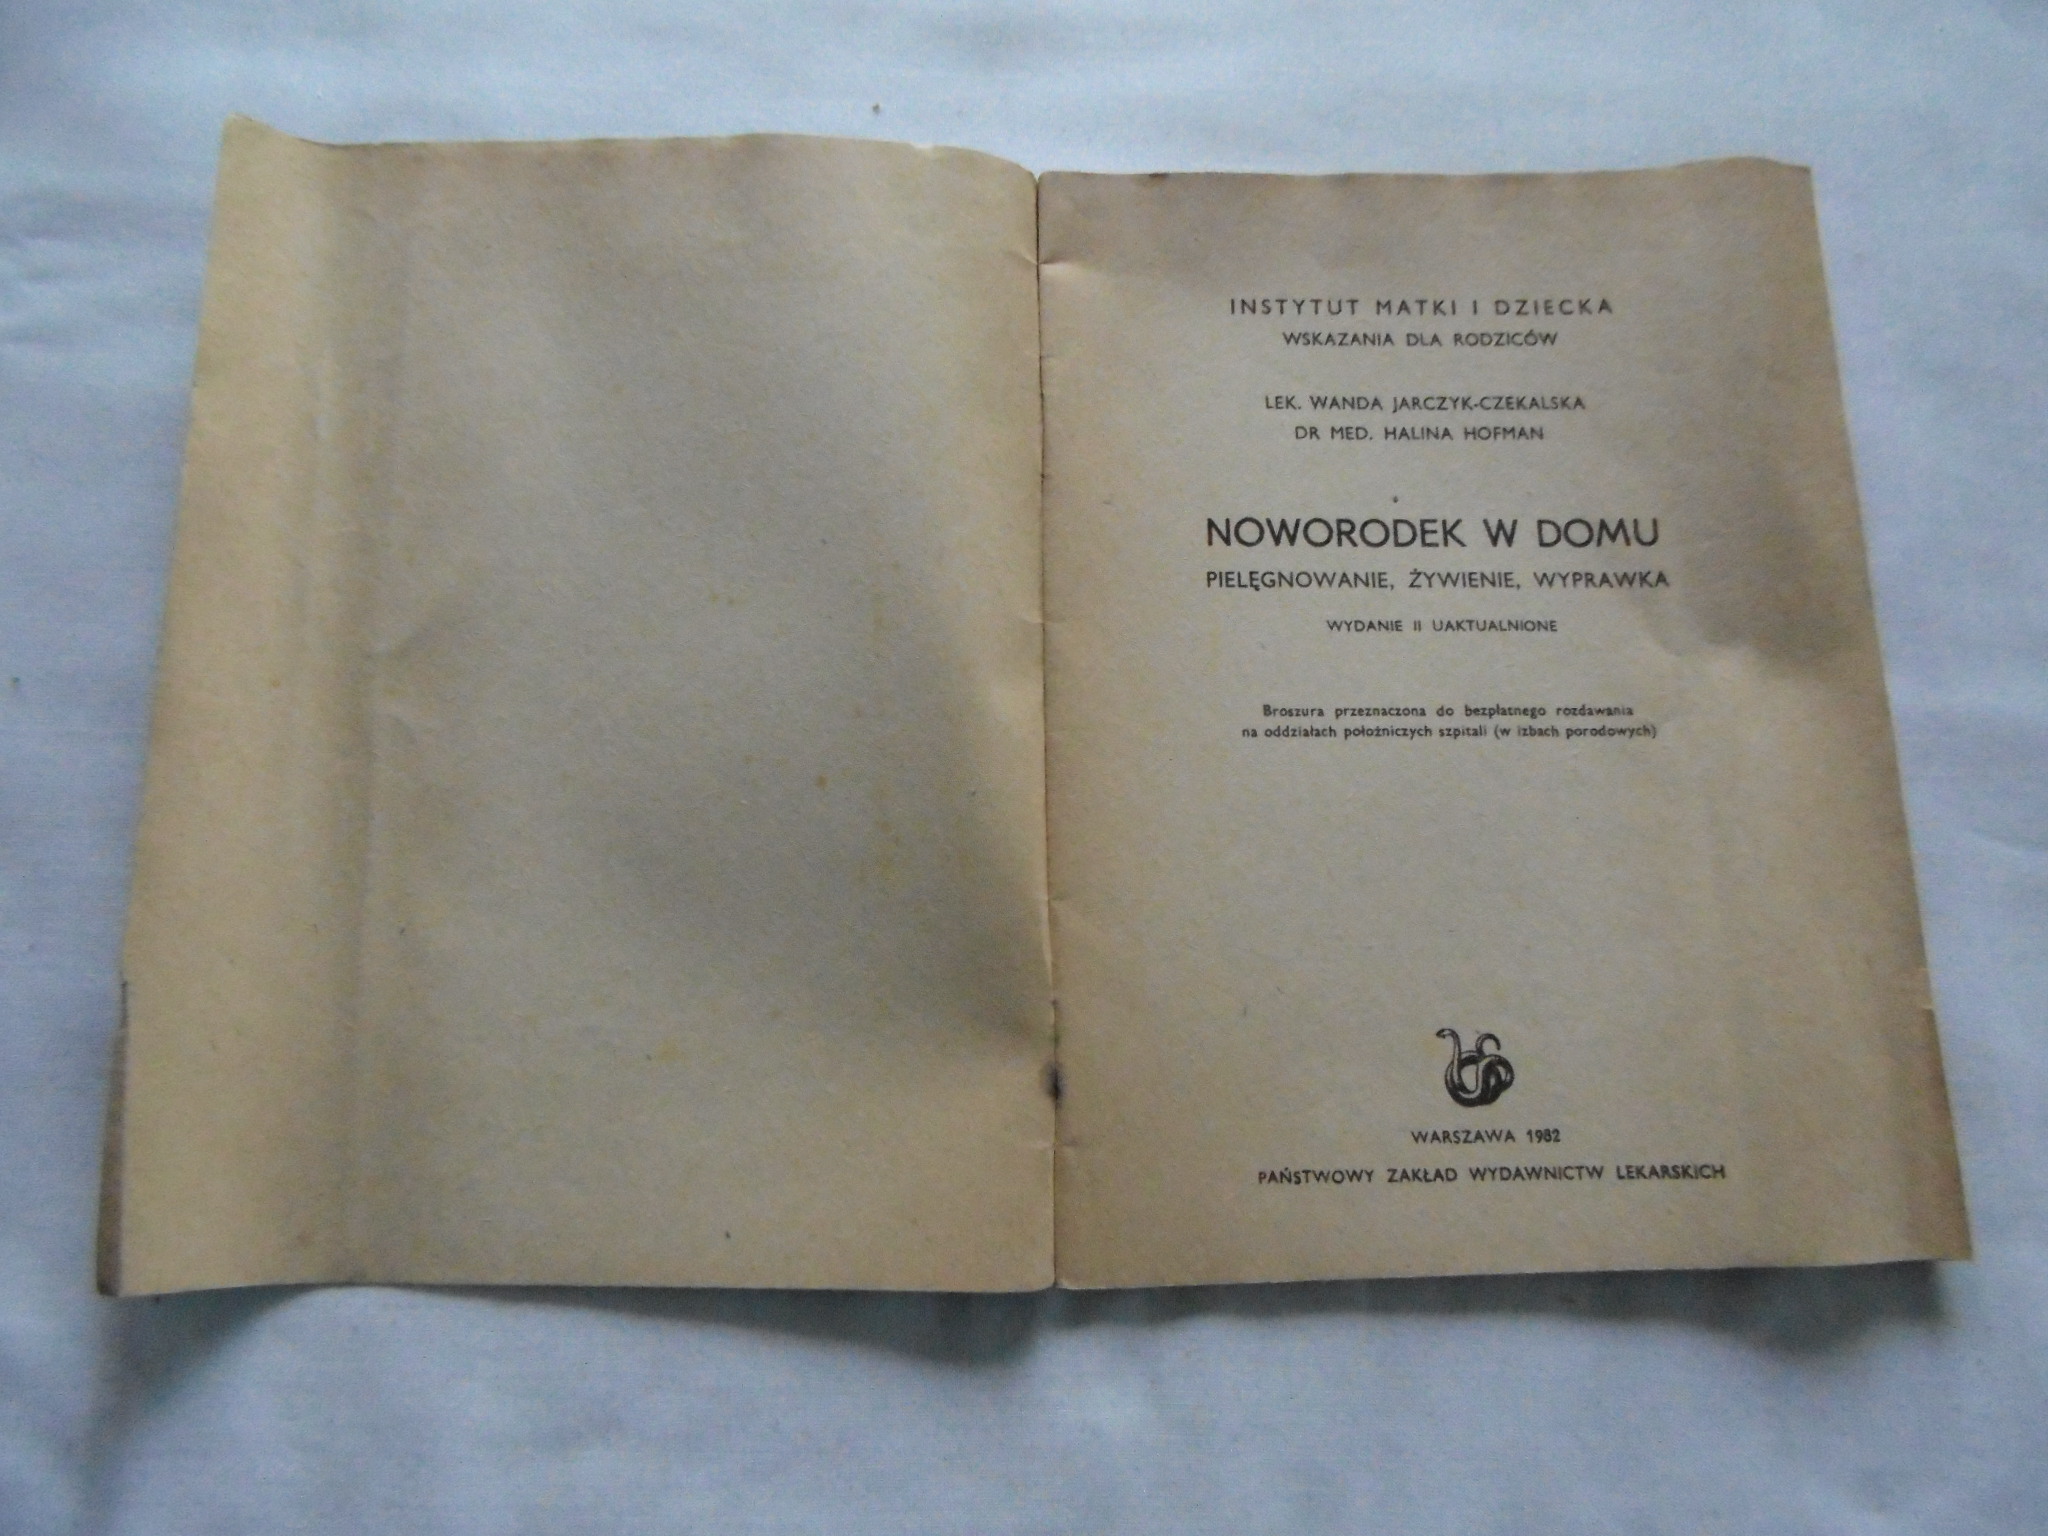 INSTYTUT MATKI I DZIECKA
WSKAZANIA DLA RODZICÓW
LEK. WANDA JARCZYK-CZEKALSKA
DR MED. HALINA HOFMAN
NOWORODEK W DOMU
PIELĘGNOWANIE, ŻYWIENIE, WYPRAWKA
WYDANIE II UAKTUALNIONE
Broszura przeznaczona do bezpłatnego rozdawania
na oddziałach położniczych szpitali (w izbach porodowych)
WARSZAWA 1982
PAŃSTWOWY ZAKŁAD WYDAWNICTW LEKARSKICH